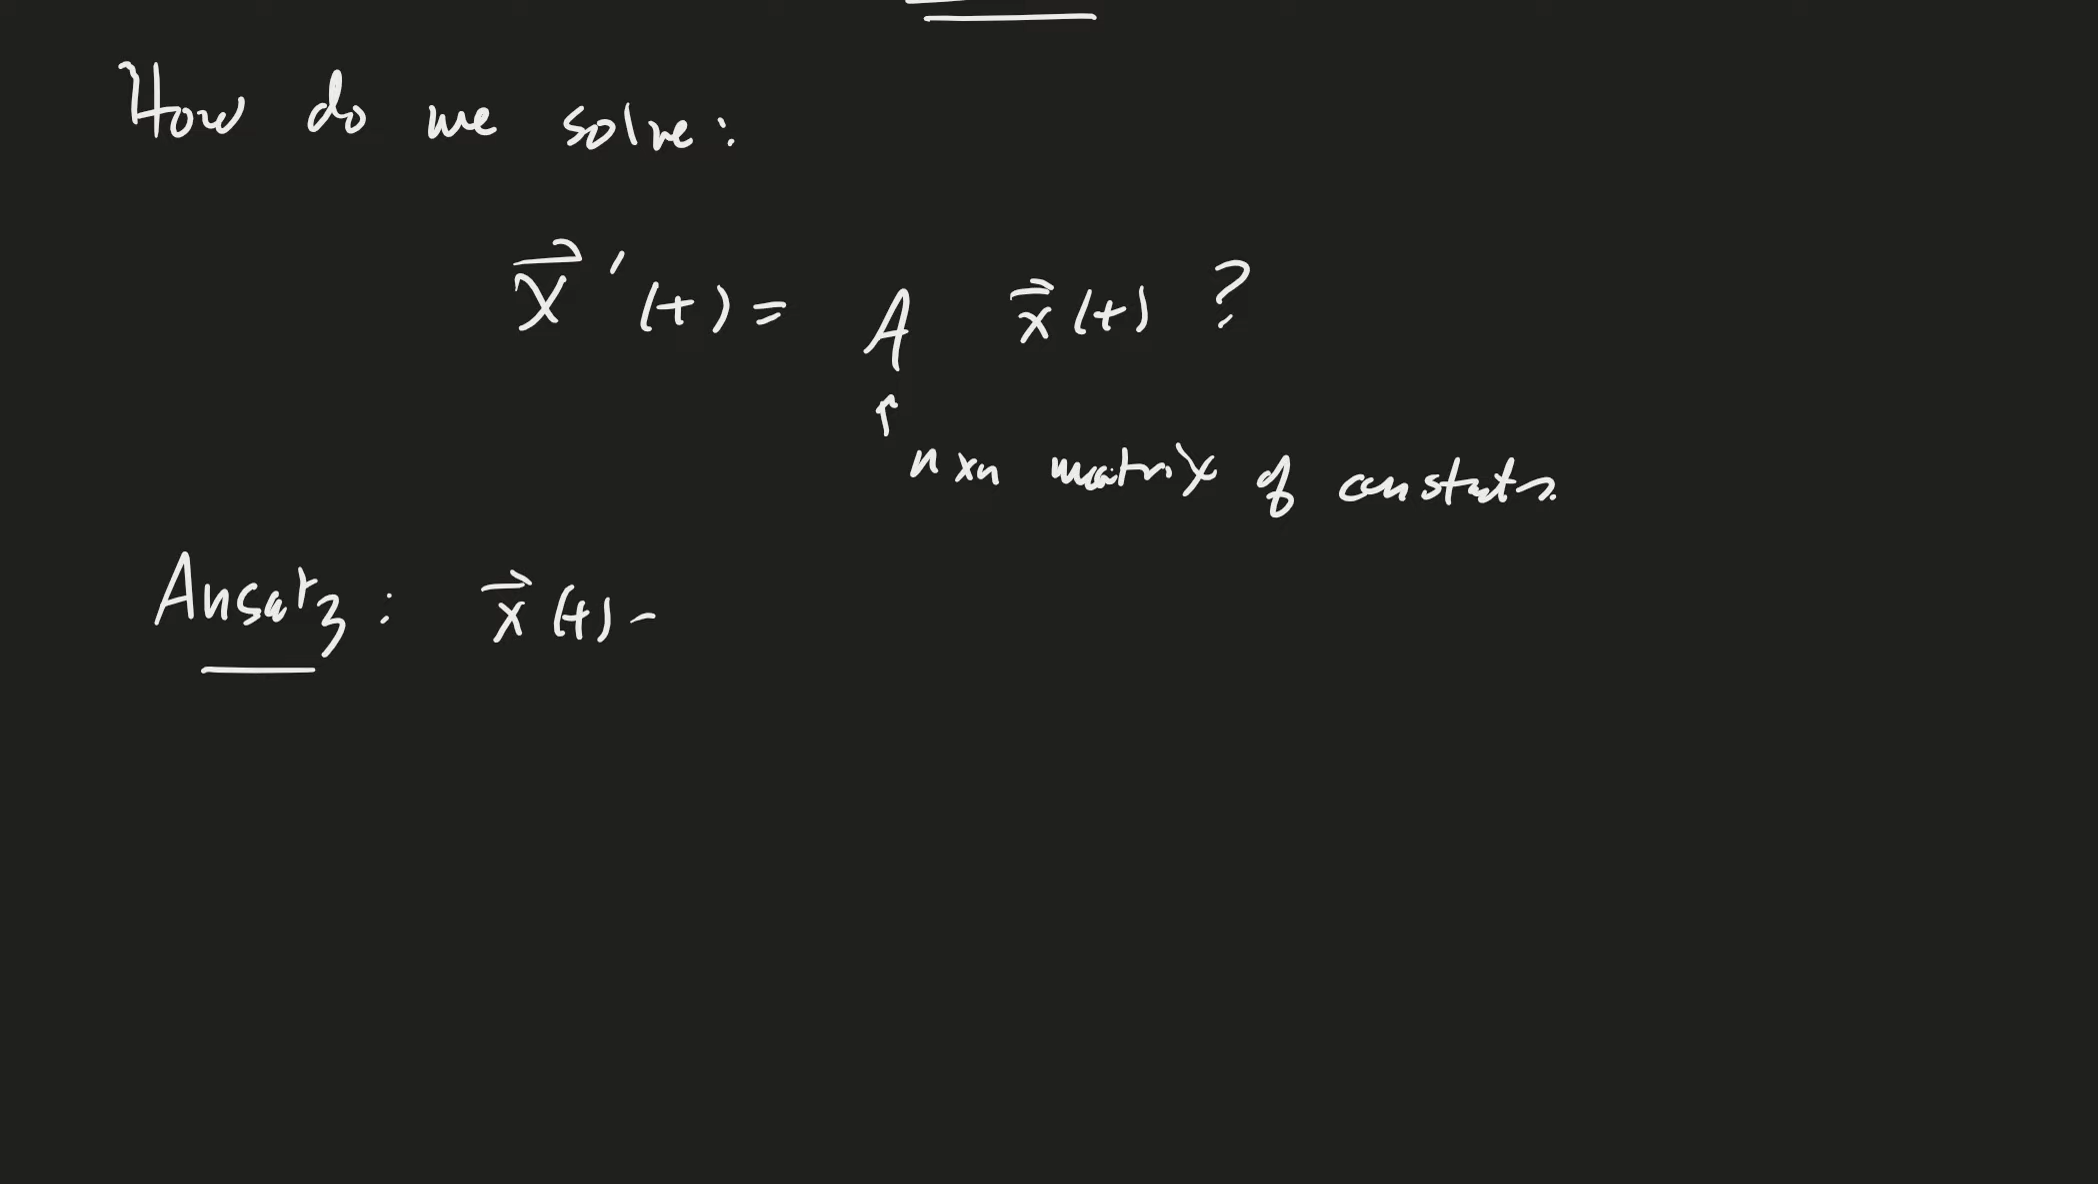 How do we solve:
x⃗'(t) = A x⃗(t) ?
↑
n×n matrix of constants.
Ansatz: x⃗(t) -